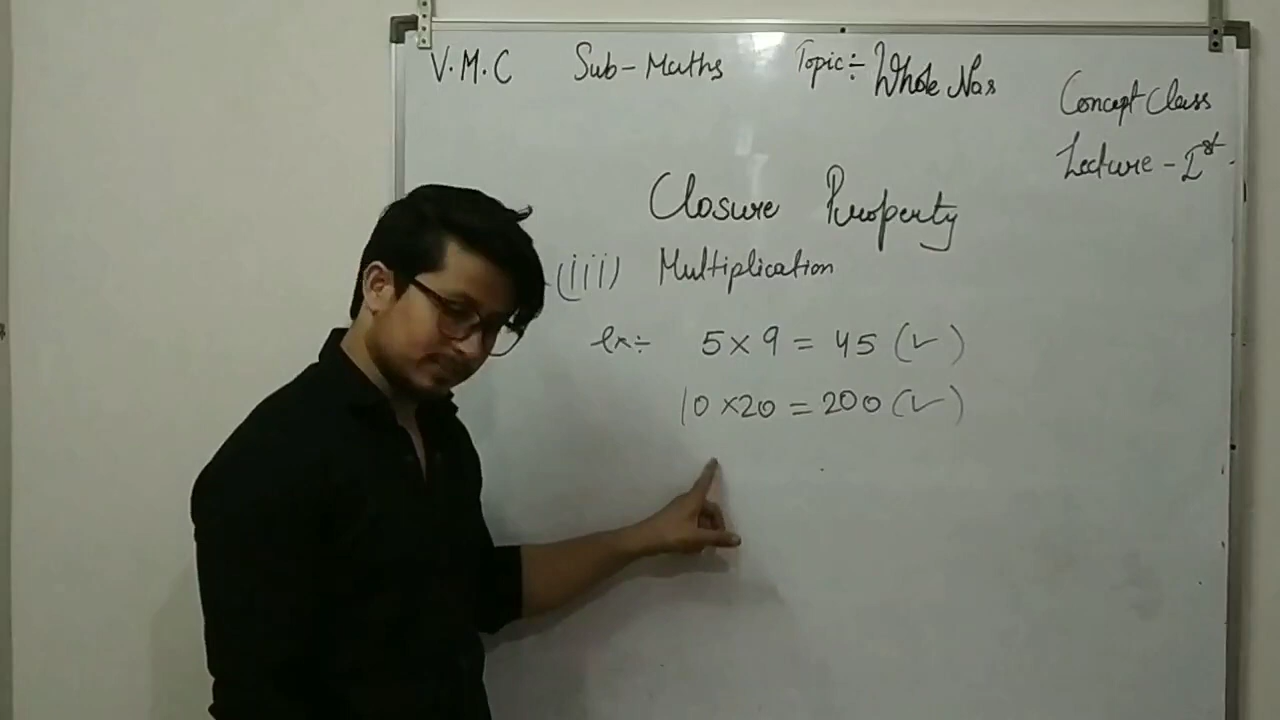 V.M.C Sub-Maths Topic÷ Whole Nos
Concept Class
Lecture - Ist.
Closure Property
(iii) Multiplication
ex÷ 5×9 = 45 (✓)
10×20 = 200 (✓)